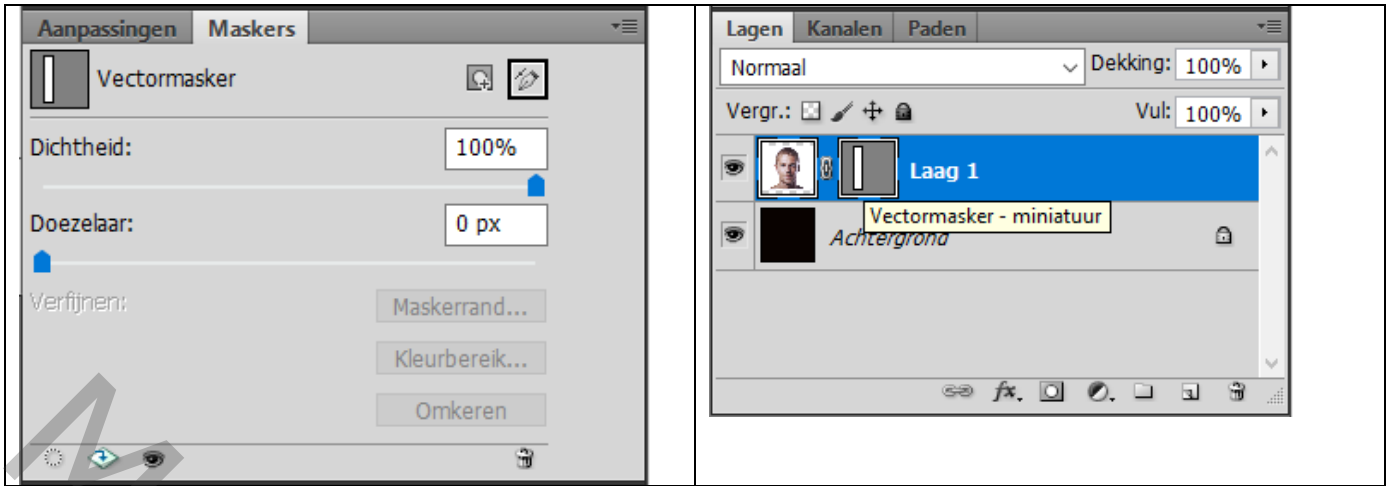 Aanpassingen Maskers
Vectormasker
Dichtheid: 100%
Doezelaar: 0 px
Verfijnen: Maskerrand...
Kleurbereik...
Omkeren
Lagen Kanalen Paden
Normaal Dekking: 100%
Vergr.: Vul: 100%
Laag 1
Vectormasker - miniatuur
Achtergrond
fx.